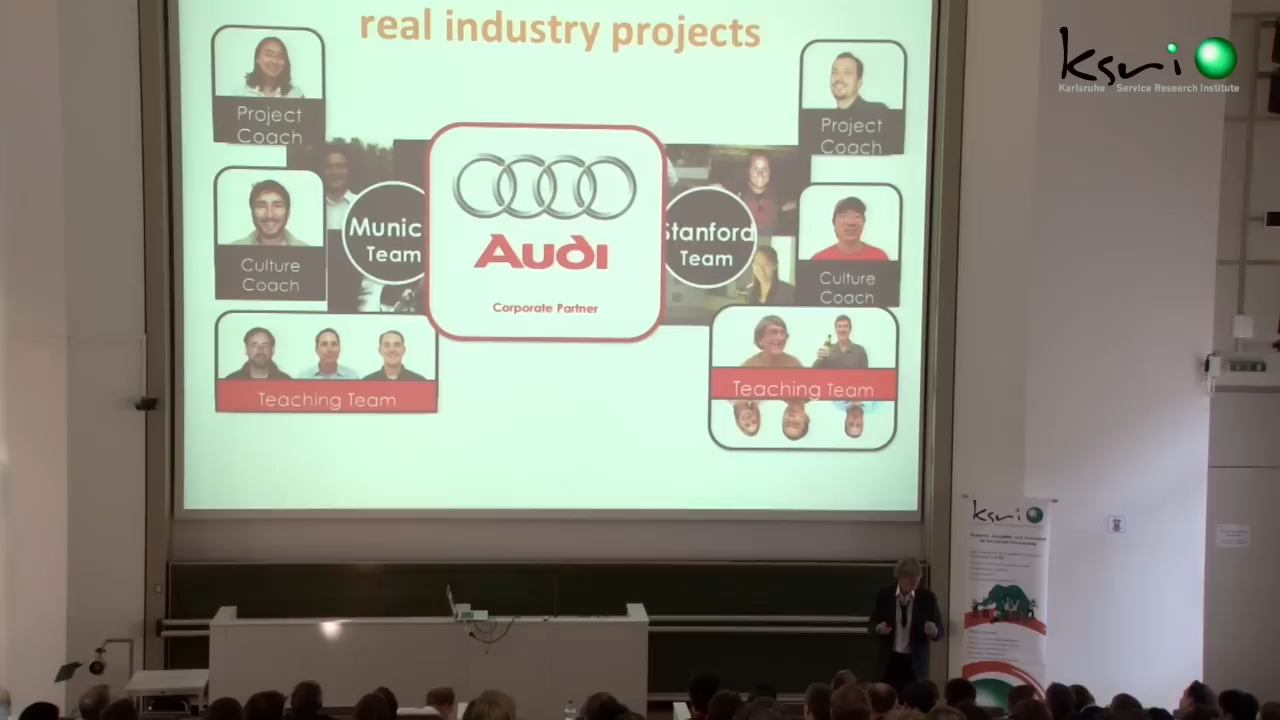 real industry projects
ksri
Karlsruhe Service Research Institute
Project
Coach
Project
Coach
Munic
Team
Audi
Corporate Partner
Stanford
Team
Culture
Coach
Culture
Coach
Teaching Team
Teaching Team
ksri